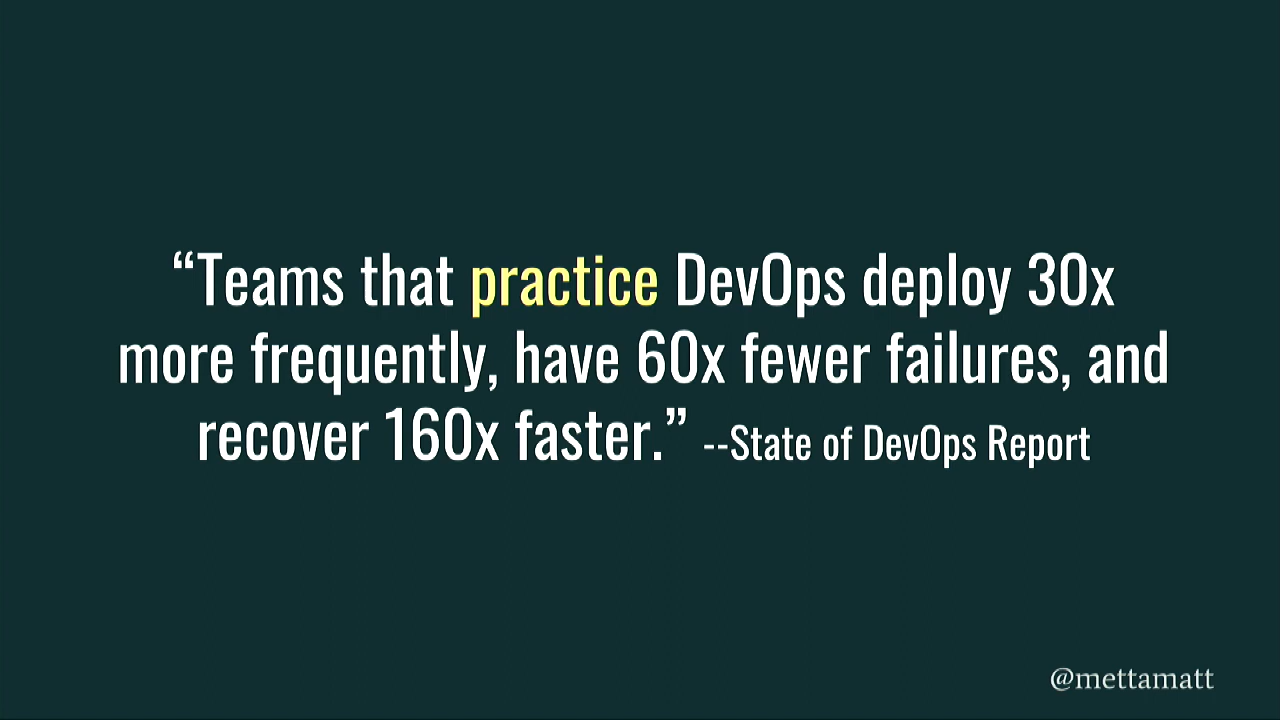 “Teams that practice DevOps deploy 30x
more frequently, have 60x fewer failures, and
recover 160x faster.” --State of DevOps Report
@mettamatt